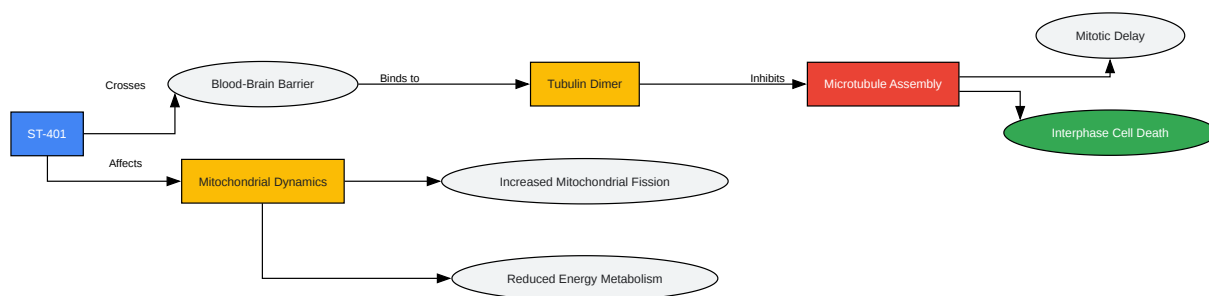 Mitotic Delay
Crosses
Blood-Brain Barrier
Binds to
Tubulin Dimer
Inhibits
Microtubule Assembly
ST-401
Interphase Cell Death
Affects
Mitochondrial Dynamics
Increased Mitochondrial Fission
Reduced Energy Metabolism